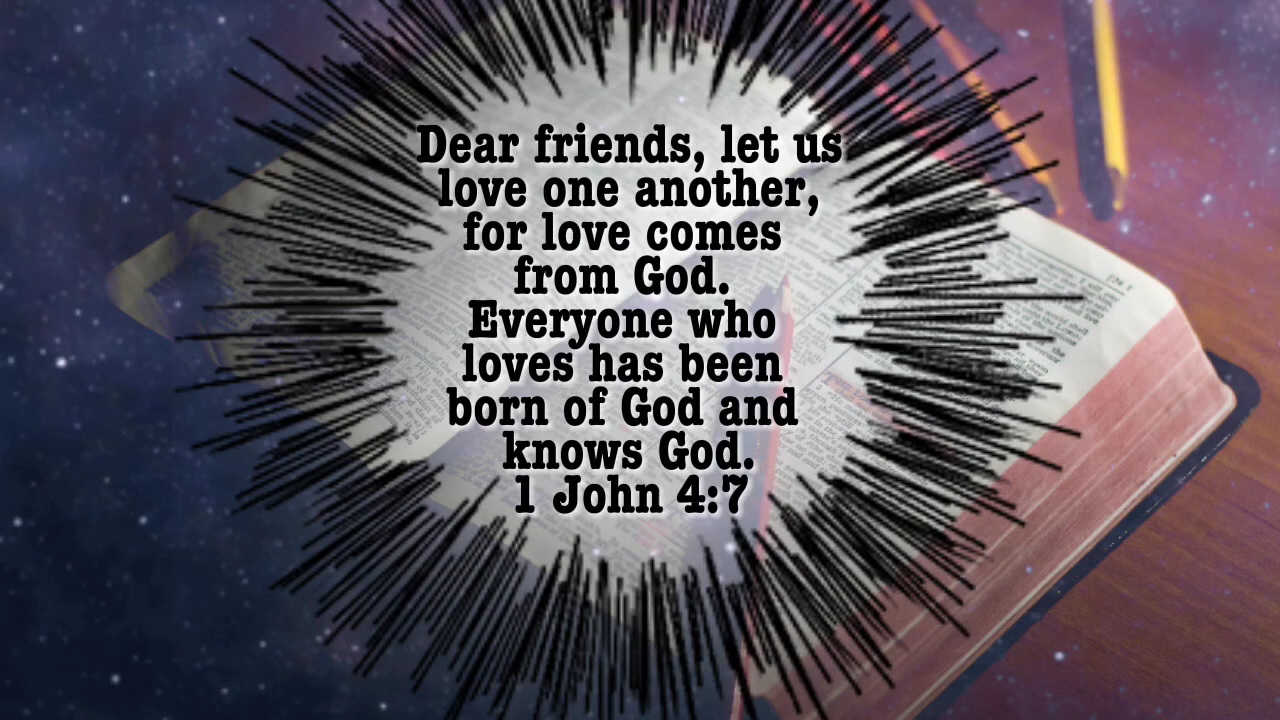 Dear friends, let us
love one another,
for love comes
from God.
Everyone who
loves has been
born of God and
knows God.
1 John 4:7